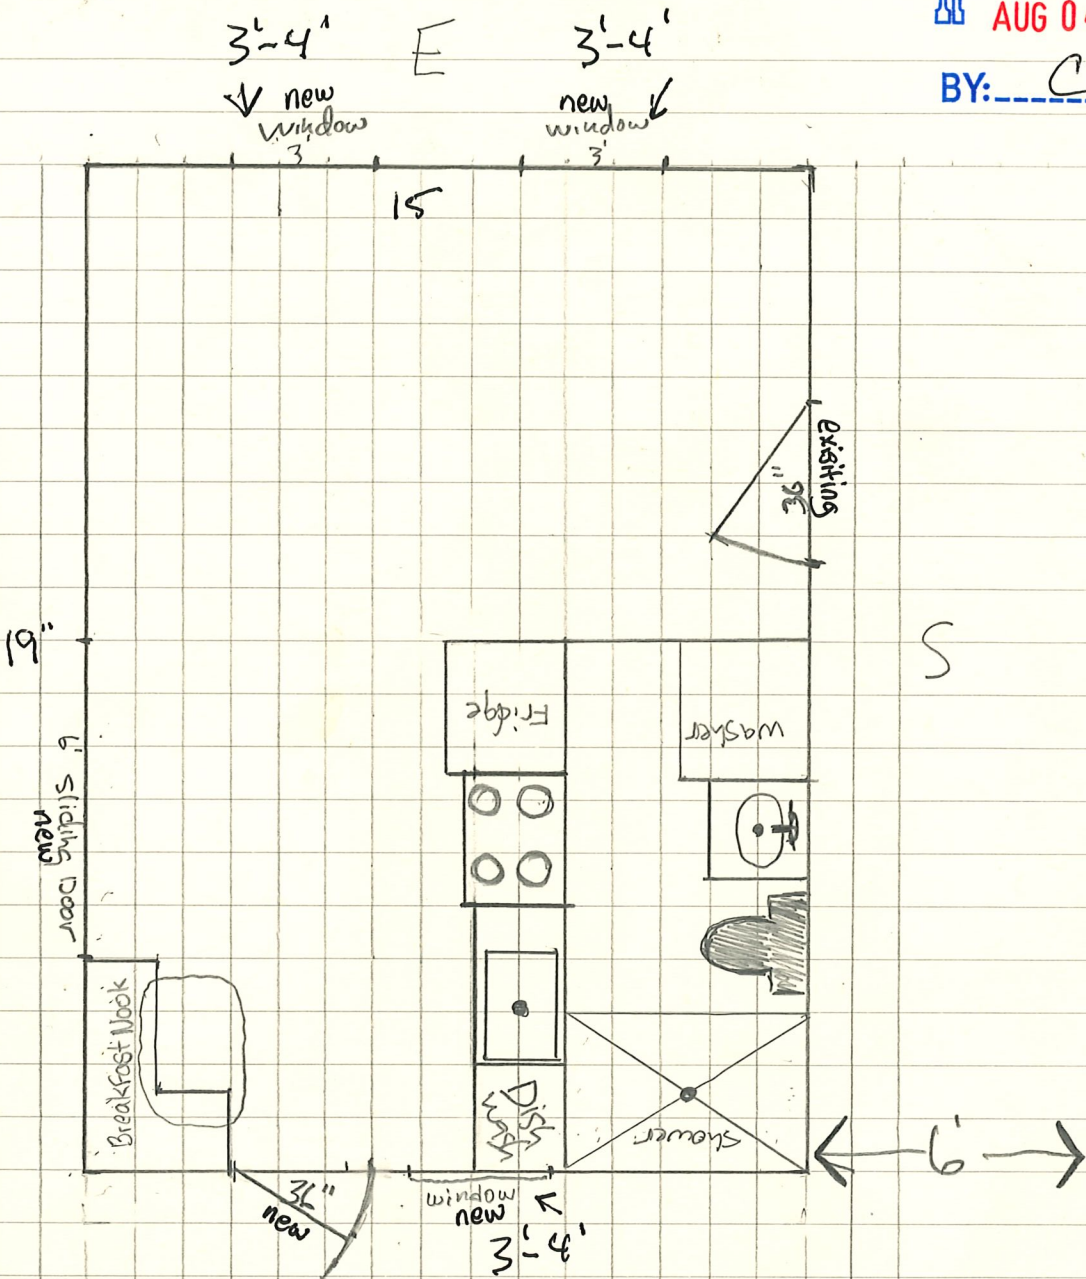 AUG 0
BY:
3'-4' E 3'-4'
new new
window window
3' 3'
15
exisiting
36"
19"
S
6' Sliding Door
new
Fridge
washer
Breakfast Nook
Dish
wash
shower
6'
36"
new
window
new
3'-4'